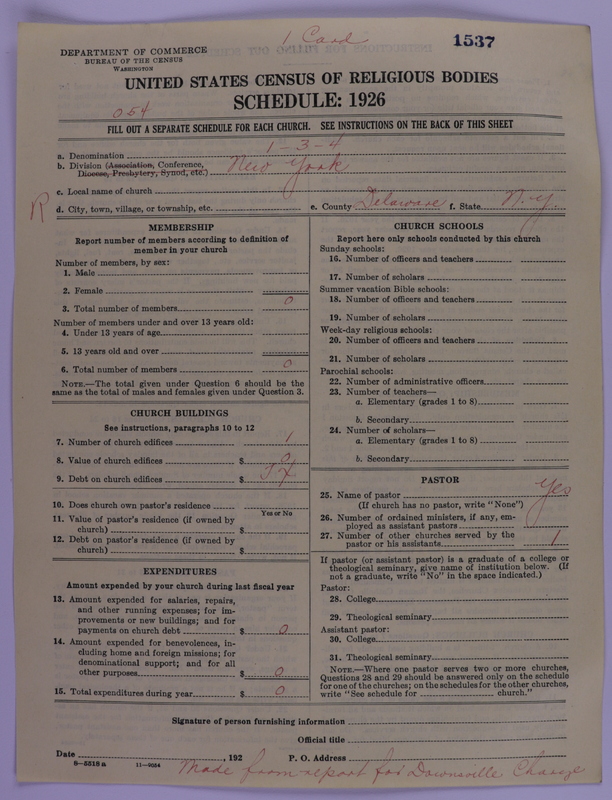 1 Card
1537
DEPARTMENT OF COMMERCE
BUREAU OF THE CENSUS
WASHINGTON
UNITED STATES CENSUS OF RELIGIOUS BODIES
SCHEDULE: 1926
054
FILL OUT A SEPARATE SCHEDULE FOR EACH CHURCH. SEE INSTRUCTIONS ON THE BACK OF THIS SHEET
a. Denomination 1-3-4
b. Division (Association, Conference, Diocese, Presbytery, Synod, etc.) New York
c. Local name of church
R
d. City, town, village, or township, etc. e. County Delaware f. State N.Y.
MEMBERSHIP
Report number of members according to definition of
member in your church
Number of members, by sex:
1. Male
2. Female
3. Total number of members 0
Number of members under and over 13 years old:
4. Under 13 years of age
5. 13 years old and over
6. Total number of members 0
NOTE.—The total given under Question 6 should be the
same as the total of males and females given under Question 3.
CHURCH BUILDINGS
See instructions, paragraphs 10 to 12
7. Number of church edifices 1
8. Value of church edifices $
9. Debt on church edifices $
10. Does church own pastor's residence
Yes or No
11. Value of pastor's residence (if owned by
church) $
12. Debt on pastor's residence (if owned by
church) $
EXPENDITURES
Amount expended by your church during last fiscal year
13. Amount expended for salaries, repairs,
and other running expenses; for im-
provements or new buildings; and for
payments on church debt $ 0
14. Amount expended for benevolences, in-
cluding home and foreign missions; for
denominational support; and for all
other purposes $ 0
15. Total expenditures during year $ 0
CHURCH SCHOOLS
Report here only schools conducted by this church
Sunday schools:
16. Number of officers and teachers
17. Number of scholars
Summer vacation Bible schools:
18. Number of officers and teachers
19. Number of scholars
Week-day religious schools:
20. Number of officers and teachers
21. Number of scholars
Parochial schools:
22. Number of administrative officers
23. Number of teachers—
a. Elementary (grades 1 to 8)
b. Secondary
24. Number of scholars—
a. Elementary (grades 1 to 8)
b. Secondary
PASTOR
25. Name of pastor Yes
(If church has no pastor, write "None")
26. Number of ordained ministers, if any, em-
ployed as assistant pastors
27. Number of other churches served by the
pastor or his assistants 1
If pastor (or assistant pastor) is a graduate of a college or
theological seminary, give name of institution below. (If
not a graduate, write "No" in the space indicated.)
Pastor:
28. College
29. Theological seminary
Assistant pastor:
30. College
31. Theological seminary
NOTE.—Where one pastor serves two or more churches,
Questions 28 and 29 should be answered only on the schedule
for one of the churches; on the schedules for the other churches,
write "See schedule for church."
Signature of person furnishing information
Official title
Date , 192 P. O. Address
8-5518 a 11-9054
Made from report for Downsville Charge